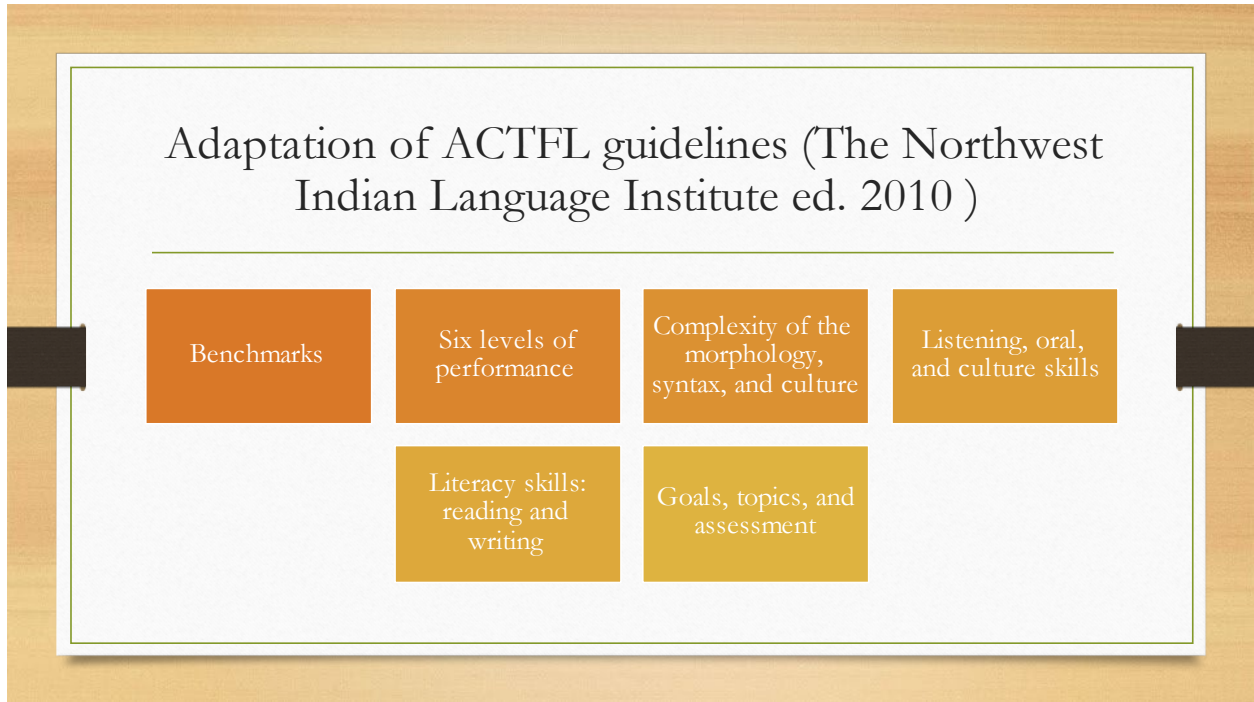 Adaptation of ACTFL guidelines (The Northwest
Indian Language Institute ed. 2010 )
Benchmarks
Six levels of
performance
Complexity of the
morphology,
syntax, and culture
Listening, oral,
and culture skills
Literacy skills:
reading and
writing
Goals, topics, and
assessment